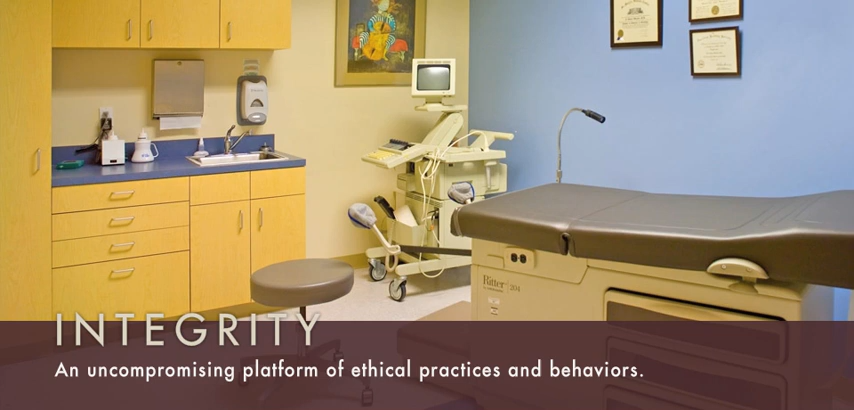 Ritter 204
INTEGRITY
An uncompromising platform of ethical practices and behaviors.